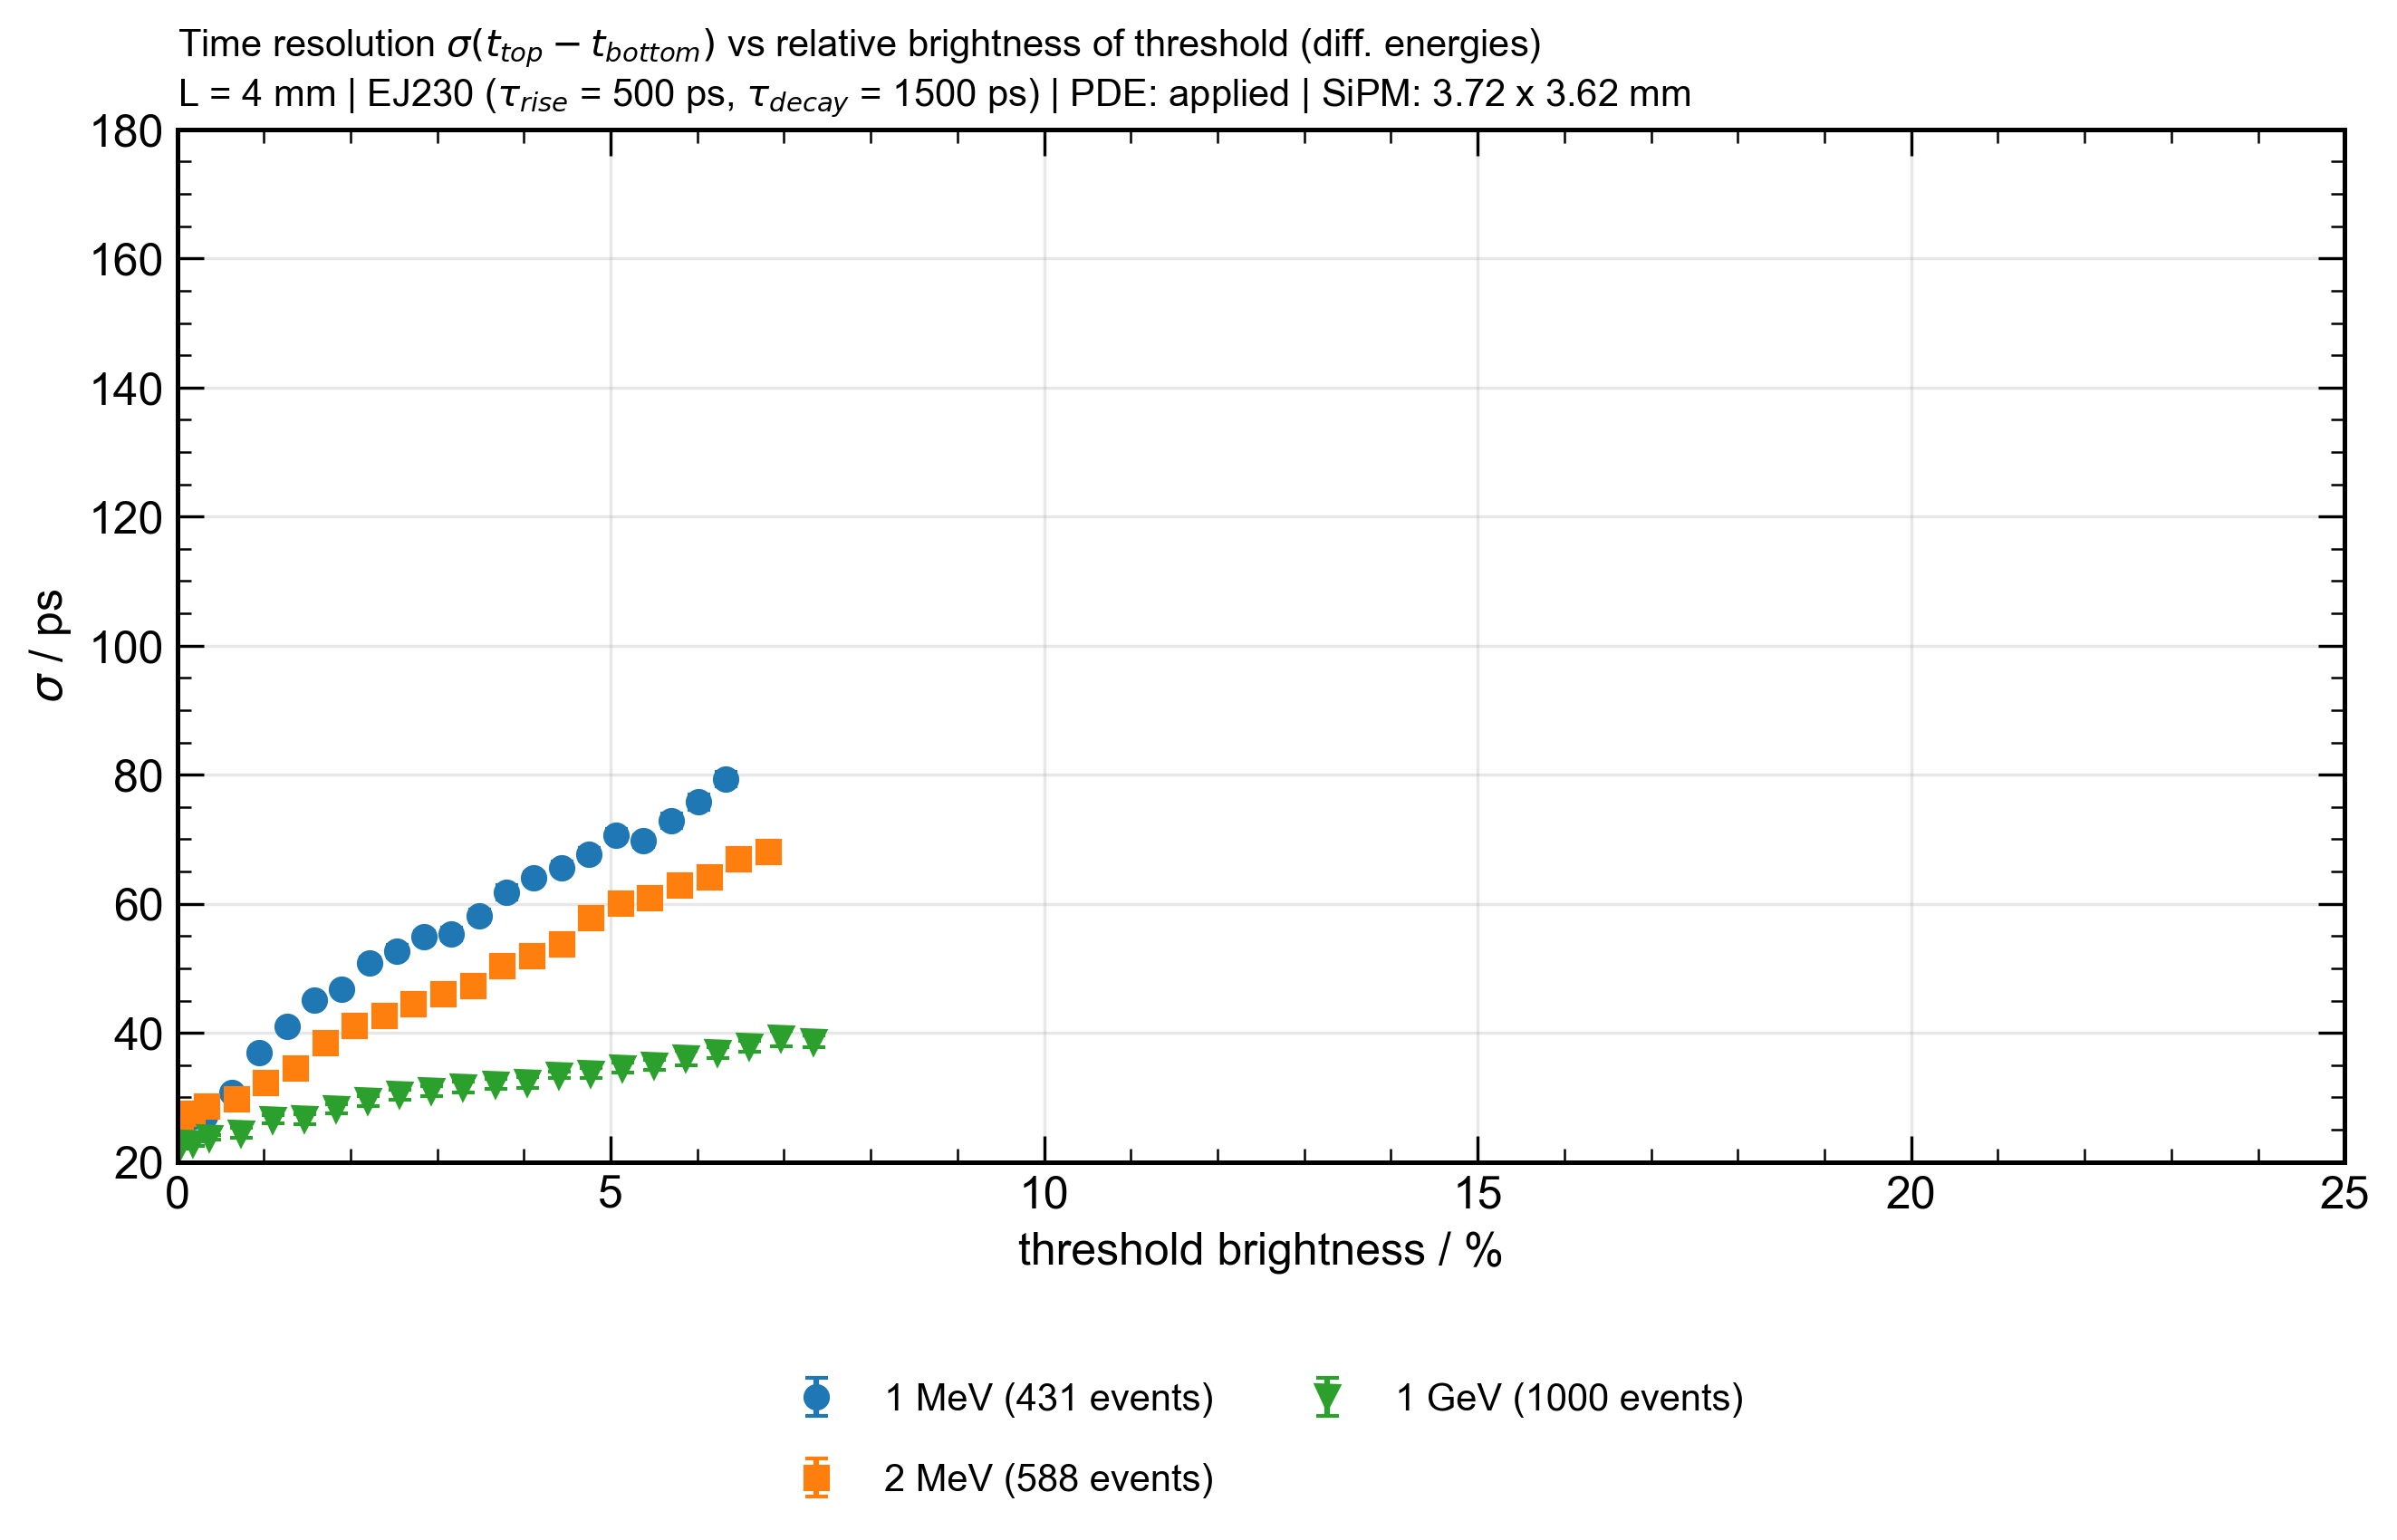 Time resolution σ(t_top − t_bottom) vs relative brightness of threshold (diff. energies)
L = 4 mm | EJ230 (τ_rise = 500 ps, τ_decay = 1500 ps) | PDE: applied | SiPM: 3.72 x 3.62 mm
180
160
140
120
100
80
60
40
20
σ / ps
0 5 10 15 20 25
threshold brightness / %
1 MeV (431 events)
2 MeV (588 events)
1 GeV (1000 events)